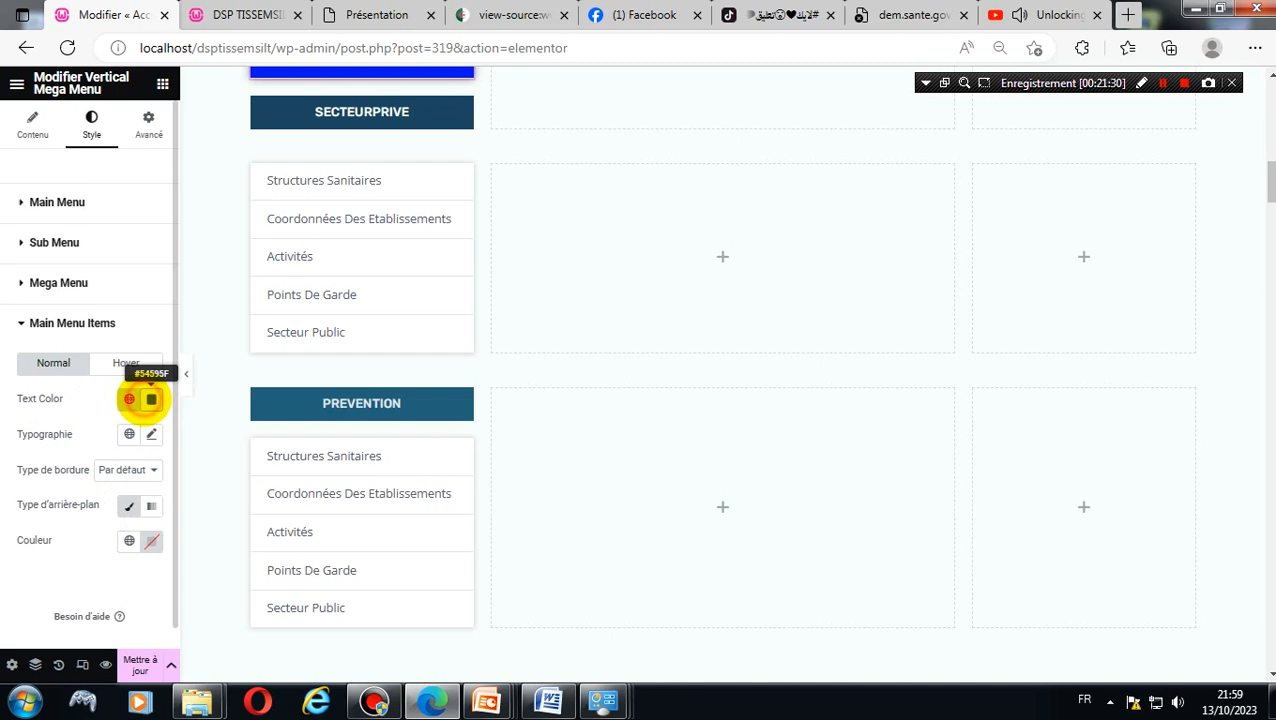 Modifier « Acc
DSP TISSEMSIL
Présentation
view-source:w
(1) Facebook
dem.sante.gov
Unlocking
localhost/dsptissemsilt/wp-admin/post.php?post=319&action=elementor
Modifier Vertical
Mega Menu
Enregistrement [00:21:30]
Contenu
Style
Avancé
Main Menu
Sub Menu
Mega Menu
Main Menu Items
Normal
Hover
#54595F
Text Color
Typographie
Type de bordure
Par défaut
Type d'arrière-plan
Couleur
Besoin d'aide
Mettre à
jour
SECTEURPRIVE
Structures Sanitaires
Coordonnées Des Etablissements
Activités
Points De Garde
Secteur Public
PREVENTION
Structures Sanitaires
Coordonnées Des Etablissements
Activités
Points De Garde
Secteur Public
FR
21:59
13/10/2023